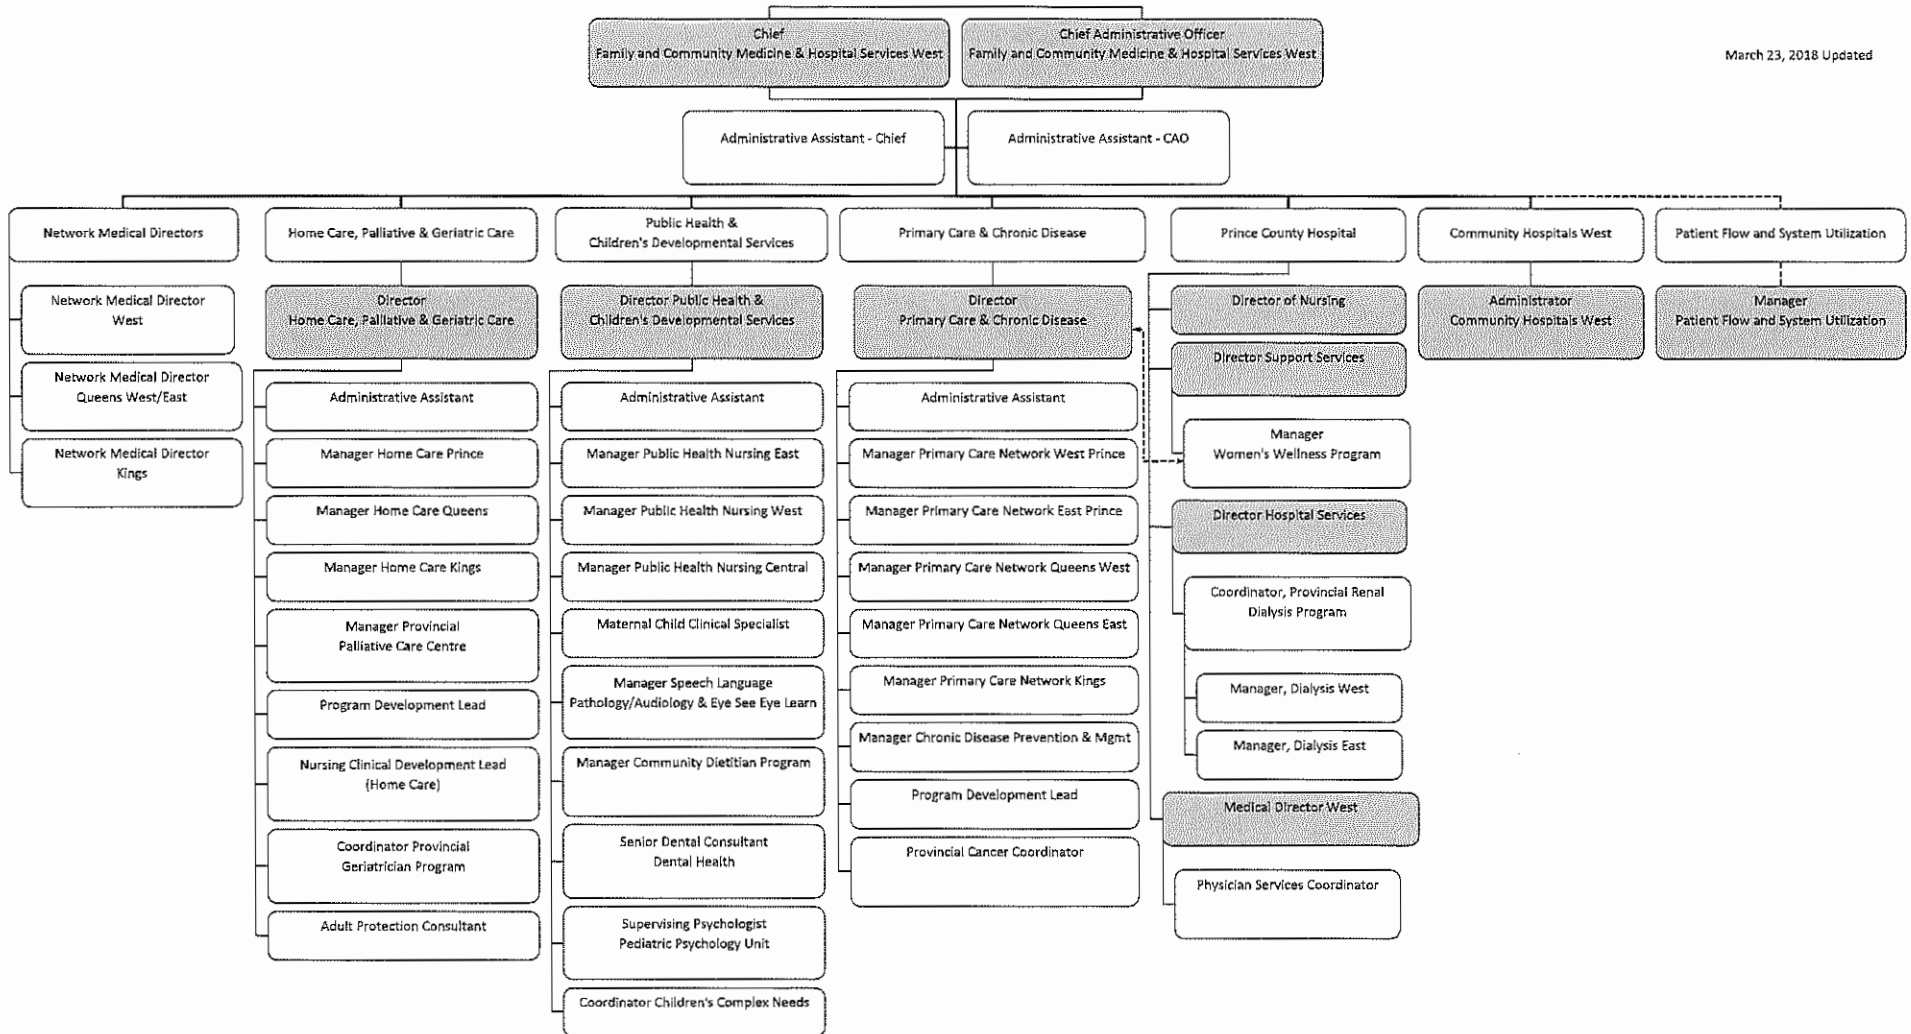 Chief
Family and Community Medicine & Hospital Services West
Chief Administrative Officer
Family and Community Medicine & Hospital Services West
March 23, 2018 Updated
Administrative Assistant - Chief
Administrative Assistant - CAO
Network Medical Directors
Home Care, Palliative & Geriatric Care
Public Health &
Children's Developmental Services
Primary Care & Chronic Disease
Prince County Hospital
Community Hospitals West
Patient Flow and System Utilization
Network Medical Director
West
Network Medical Director
Queens West/East
Network Medical Director
Kings
Director
Home Care, Palliative & Geriatric Care
Administrative Assistant
Manager Home Care Prince
Manager Home Care Queens
Manager Home Care Kings
Manager Provincial
Palliative Care Centre
Program Development Lead
Nursing Clinical Development Lead
(Home Care)
Coordinator Provincial
Geriatrician Program
Adult Protection Consultant
Director Public Health &
Children's Developmental Services
Administrative Assistant
Manager Public Health Nursing East
Manager Public Health Nursing West
Manager Public Health Nursing Central
Maternal Child Clinical Specialist
Manager Speech Language
Pathology/Audiology & Eye See Eye Learn
Manager Community Dietitian Program
Senior Dental Consultant
Dental Health
Supervising Psychologist
Pediatric Psychology Unit
Coordinator Children's Complex Needs
Director
Primary Care & Chronic Disease
Administrative Assistant
Manager Primary Care Network West Prince
Manager Primary Care Network East Prince
Manager Primary Care Network Queens West
Manager Primary Care Network Queens East
Manager Primary Care Network Kings
Manager Chronic Disease Prevention & Mgmt
Program Development Lead
Provincial Cancer Coordinator
Director of Nursing
Director Support Services
Manager
Women's Wellness Program
Director Hospital Services
Coordinator, Provincial Renal
Dialysis Program
Manager, Dialysis West
Manager, Dialysis East
Medical Director West
Physician Services Coordinator
Administrator
Community Hospitals West
Manager
Patient Flow and System Utilization